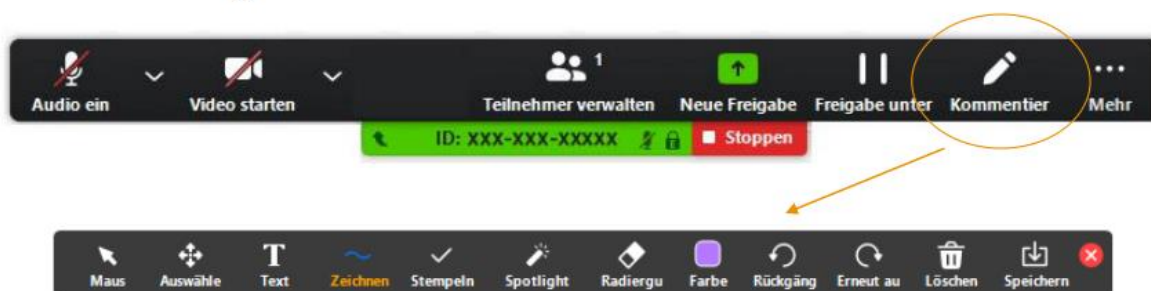 1
Audio ein Video starten Teilnehmer verwalten Neue Freigabe Freigabe unter Kommentier Mehr
ID: XXX-XXX-XXXXX Stoppen
T
Maus Auswähle Text Zeichnen Stempeln Spotlight Radiergu Farbe Rückgäng Erneut au Löschen Speichern